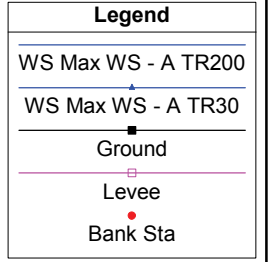 Legend
WS Max WS - A TR200
WS Max WS - A TR30
Ground
Levee
Bank Sta